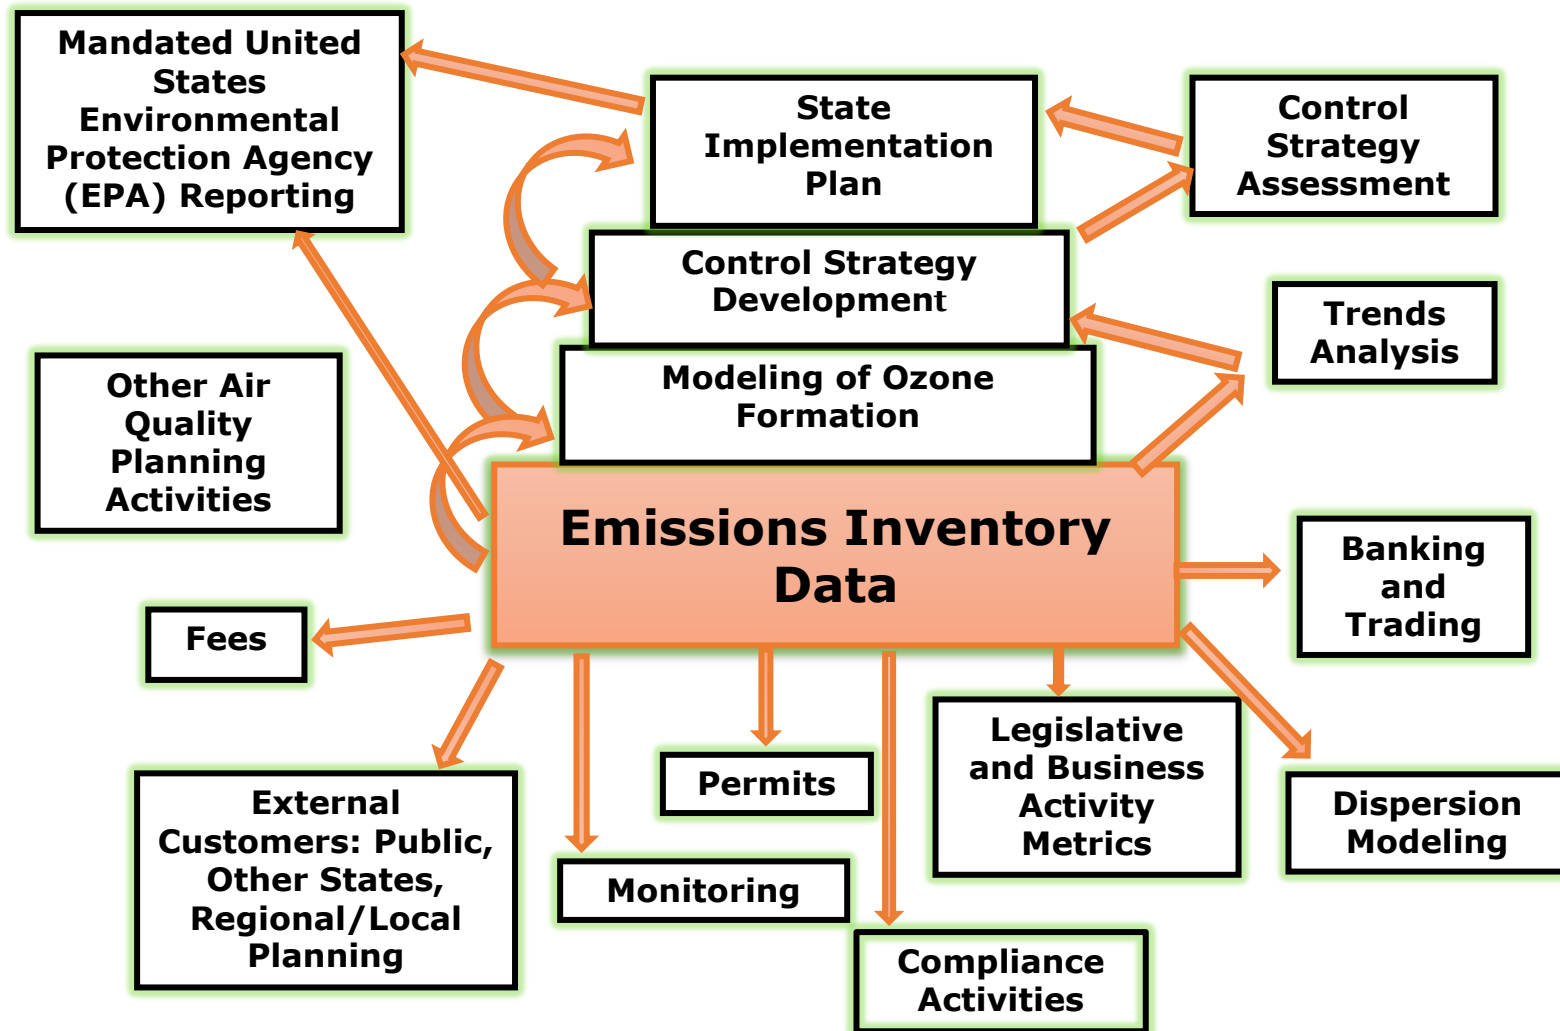 Mandated United
States
Environmental
Protection Agency
(EPA) Reporting
State
Implementation
Plan
Control
Strategy
Assessment
Control Strategy
Development
Trends
Analysis
Modeling of Ozone
Formation
Other Air
Quality
Planning
Activities
Emissions Inventory
Data
Banking
and
Trading
Fees
Legislative
and Business
Activity
Metrics
Permits
Dispersion
Modeling
External
Customers: Public,
Other States,
Regional/Local
Planning
Monitoring
Compliance
Activities